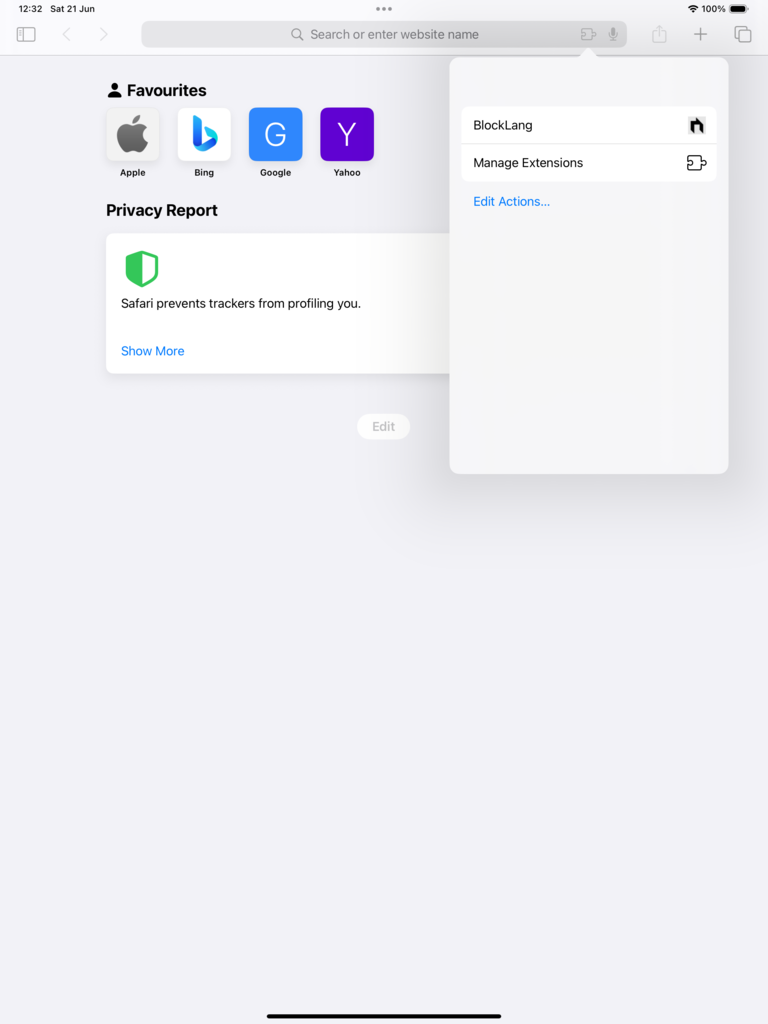 12:32 Sat 21 Jun
100%
Search or enter website name
Favourites
Apple
Bing
G
Google
Y
Yahoo
Privacy Report
Safari prevents trackers from profiling you.
Show More
Edit
BlockLang
Manage Extensions
Edit Actions...